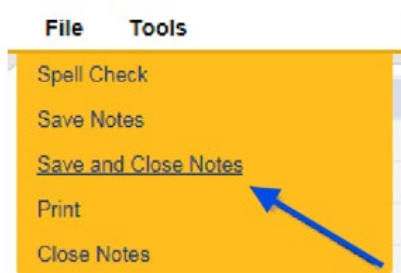 File Tools
Spell Check
Save Notes
Save and Close Notes
Print
Close Notes